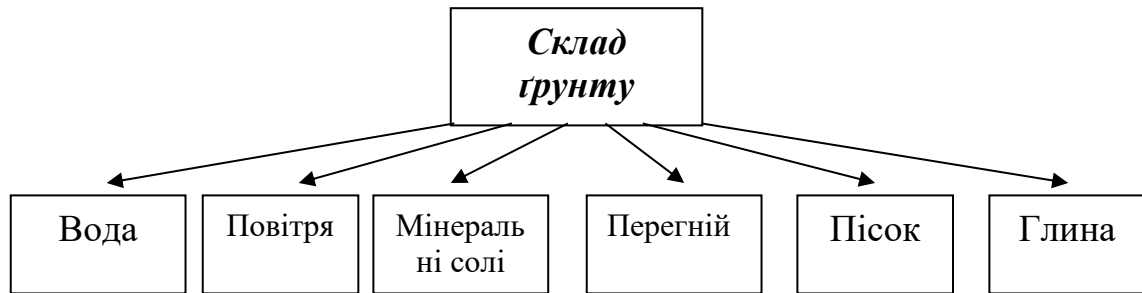 Склад
ґрунту
Вода
Повітря
Мінераль
ні солі
Перегній
Пісок
Глина